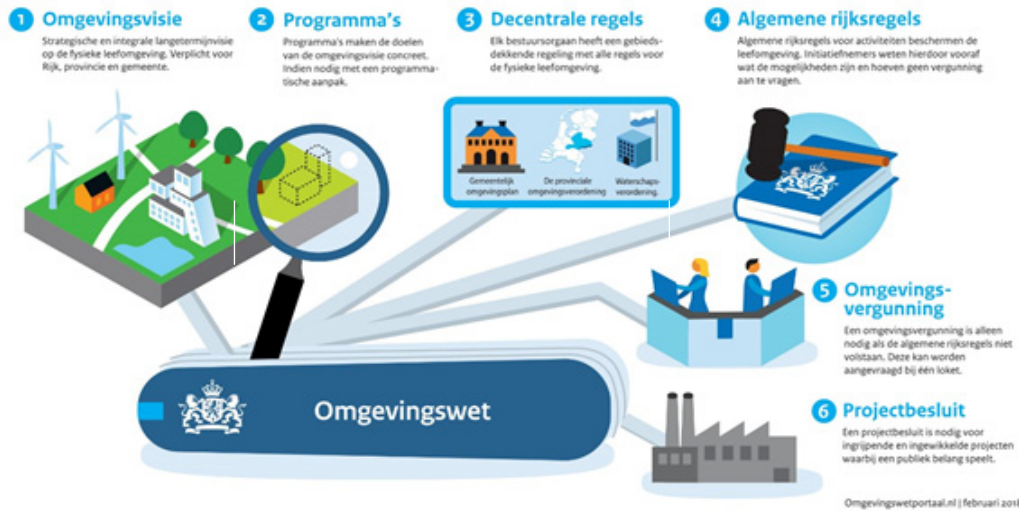 1 Omgevingsvisie
Strategische en integrale langetermijnvisie
op de fysieke leefomgeving. Verplicht voor
Rijk, provincie en gemeente.
2 Programma's
Programma's maken de doelen
van de omgevingsvisie concreet.
Indien nodig met een programma-
tische aanpak.
3 Decentrale regels
Elk bestuursorgaan heeft een gebieds-
dekkende regeling met alle regels voor
de fysieke leefomgeving.
Gemeentelijk
omgevingsplan
De provinciale
omgevingsverordening
Waterschaps-
verordening.
4 Algemene rijksregels
Algemene rijksregels voor activiteiten beschermen de
leefomgeving. Initiatiefnemers weten hierdoor vooraf
wat de mogelijkheden zijn en hoeven geen vergunning
aan te vragen.
5 Omgevings-
vergunning
Een omgevingsvergunning is alleen
nodig als de algemene rijksregels niet
volstaan. Deze kan worden
aangevraagd bij één loket.
6 Projectbesluit
Een projectbesluit is nodig voor
ingrijpende en ingewikkelde projecten
waarbij een publiek belang speelt.
Omgevingswet
Omgevingswetportaal.nl | februari 2018